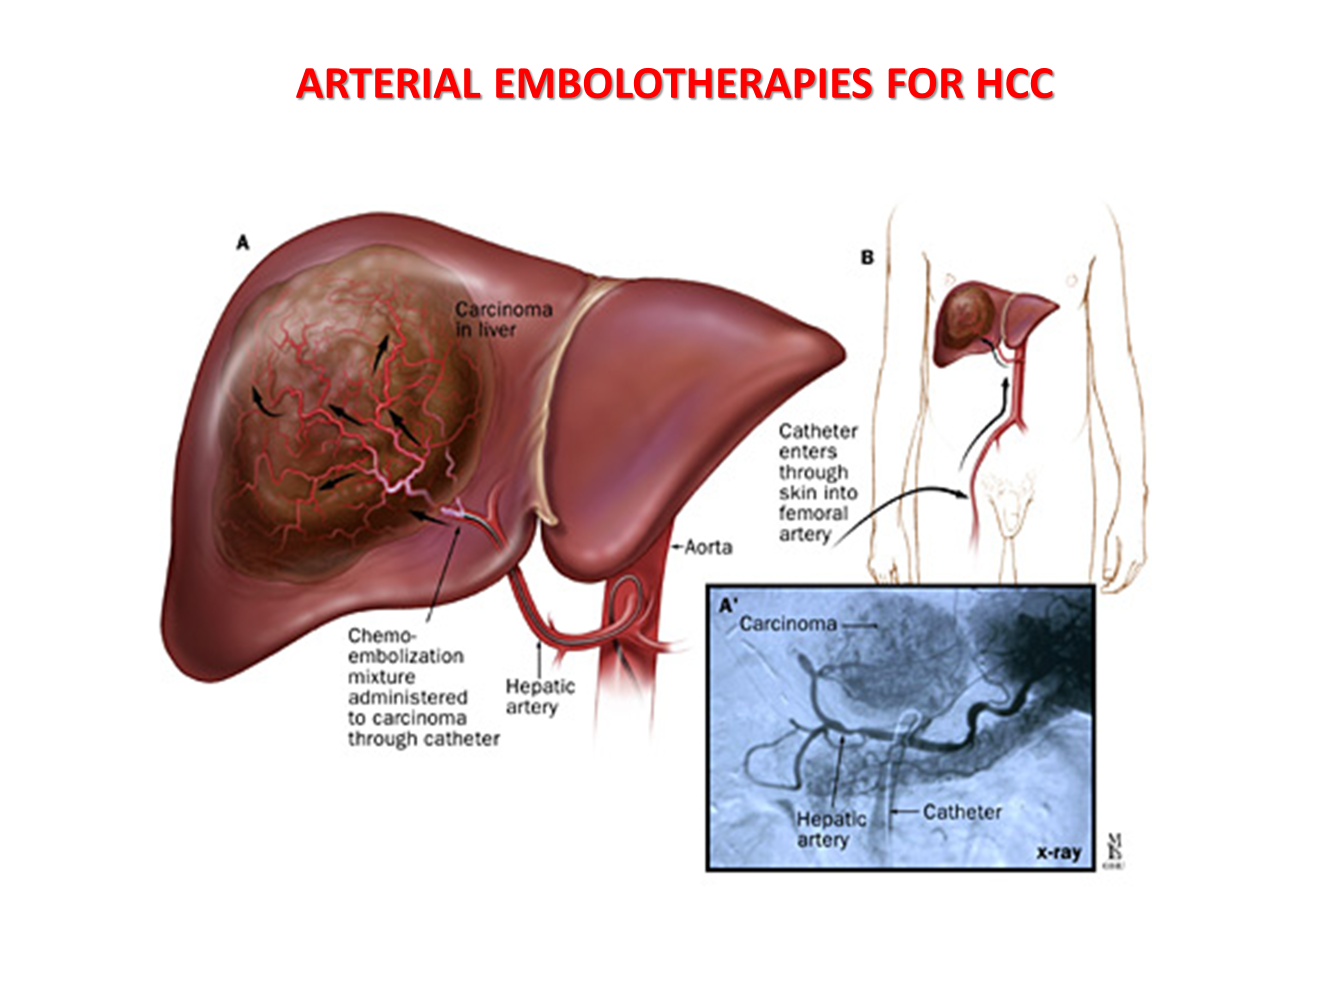 ARTERIAL EMBOLOTHERAPIES FOR HCC
A
Carcinoma
in liver
Chemo-
embolization
mixture
administered
to carcinoma
through catheter
Hepatic
artery
Aorta
B
Catheter
enters
through
skin into
femoral
artery
A'
Carcinoma
Hepatic
artery
Catheter
x-ray